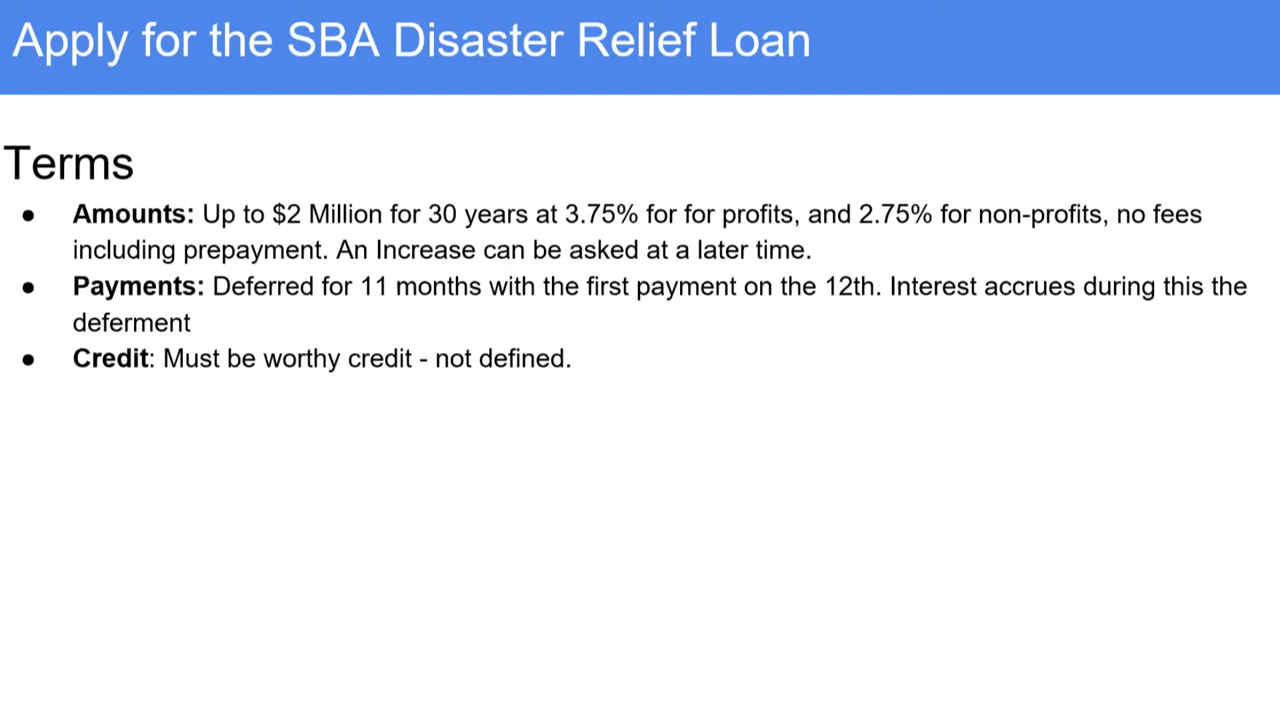 Apply for the SBA Disaster Relief Loan
Terms
● Amounts: Up to $2 Million for 30 years at 3.75% for for profits, and 2.75% for non-profits, no fees
including prepayment. An Increase can be asked at a later time.
● Payments: Deferred for 11 months with the first payment on the 12th. Interest accrues during this the
deferment
● Credit: Must be worthy credit - not defined.